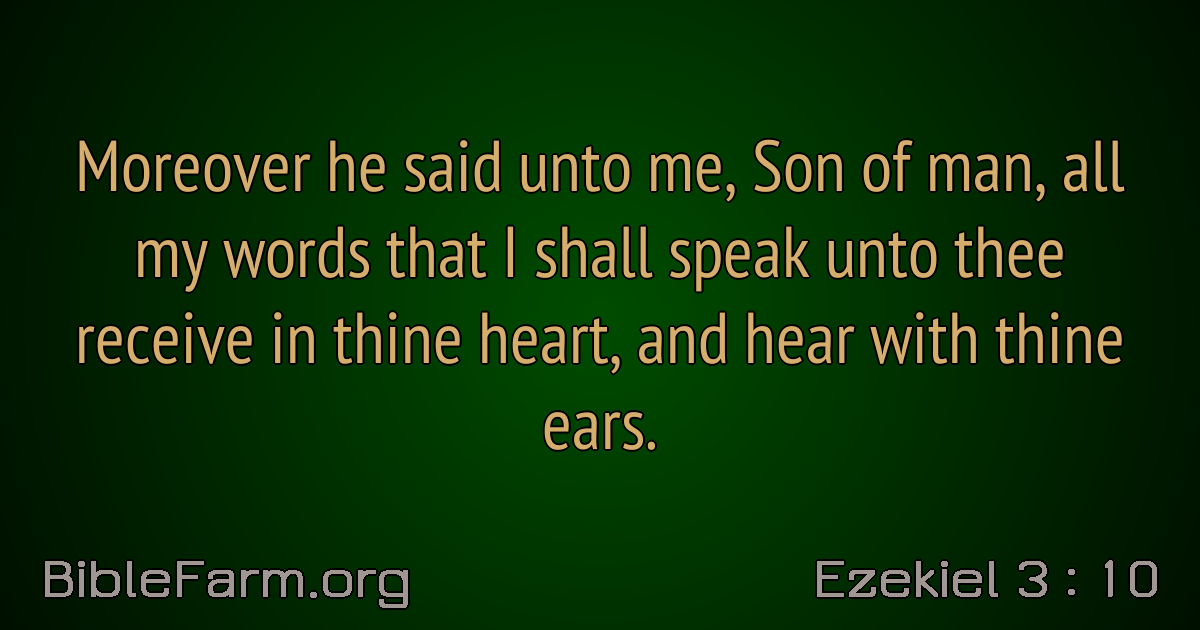 Moreover he said unto me, Son of man, all
my words that I shall speak unto thee
receive in thine heart, and hear with thine
ears.
BibleFarm.org
Ezekiel 3 : 10